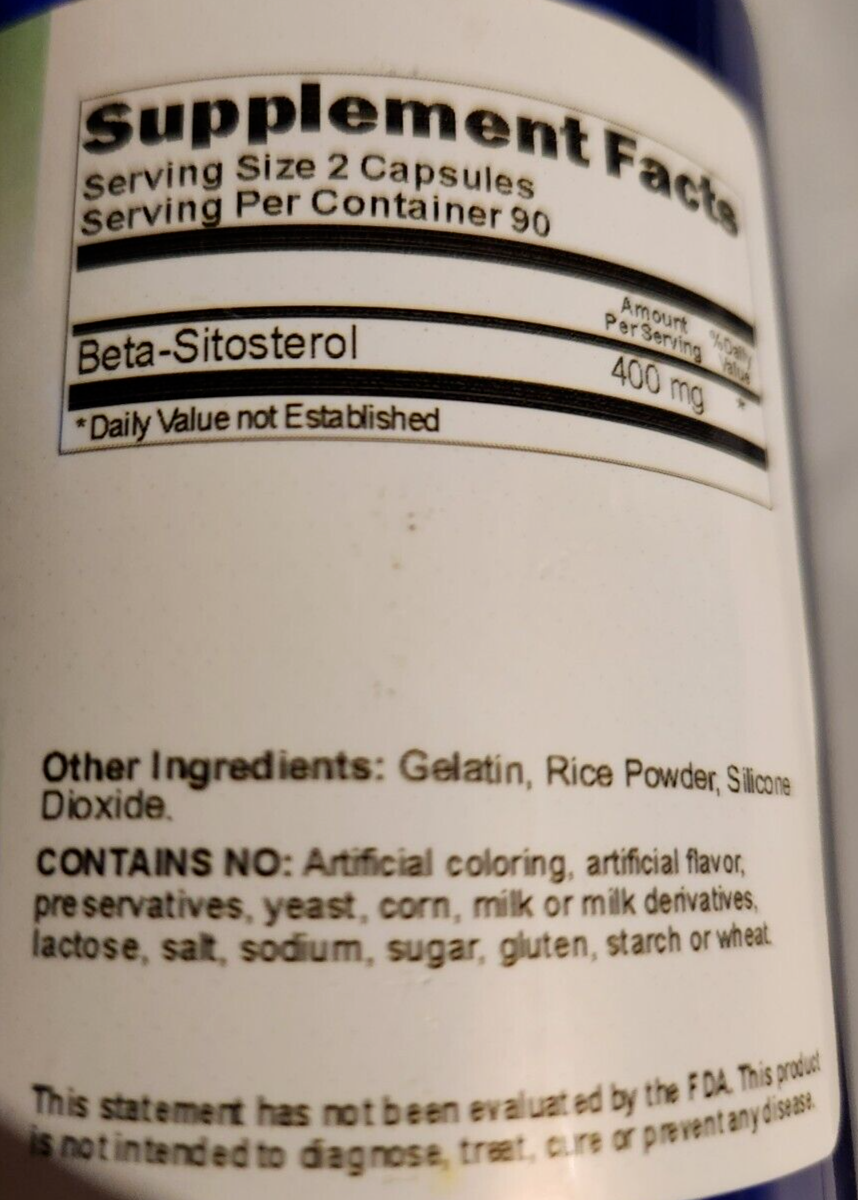 Supplement Facts
Serving Size 2 Capsules
Serving Per Container 90
Amount Per Serving
% Daily Value
Beta-Sitosterol 400 mg *
*Daily Value not Established
Other Ingredients: Gelatin, Rice Powder, Silicone
Dioxide.
CONTAINS NO: Artificial coloring, artificial flavor,
preservatives, yeast, corn, milk or milk derivatives,
lactose, salt, sodium, sugar, gluten, starch or wheat
This statement has not been evaluated by the FDA. This product
is not intended to diagnose, treat, cure or prevent any disease.